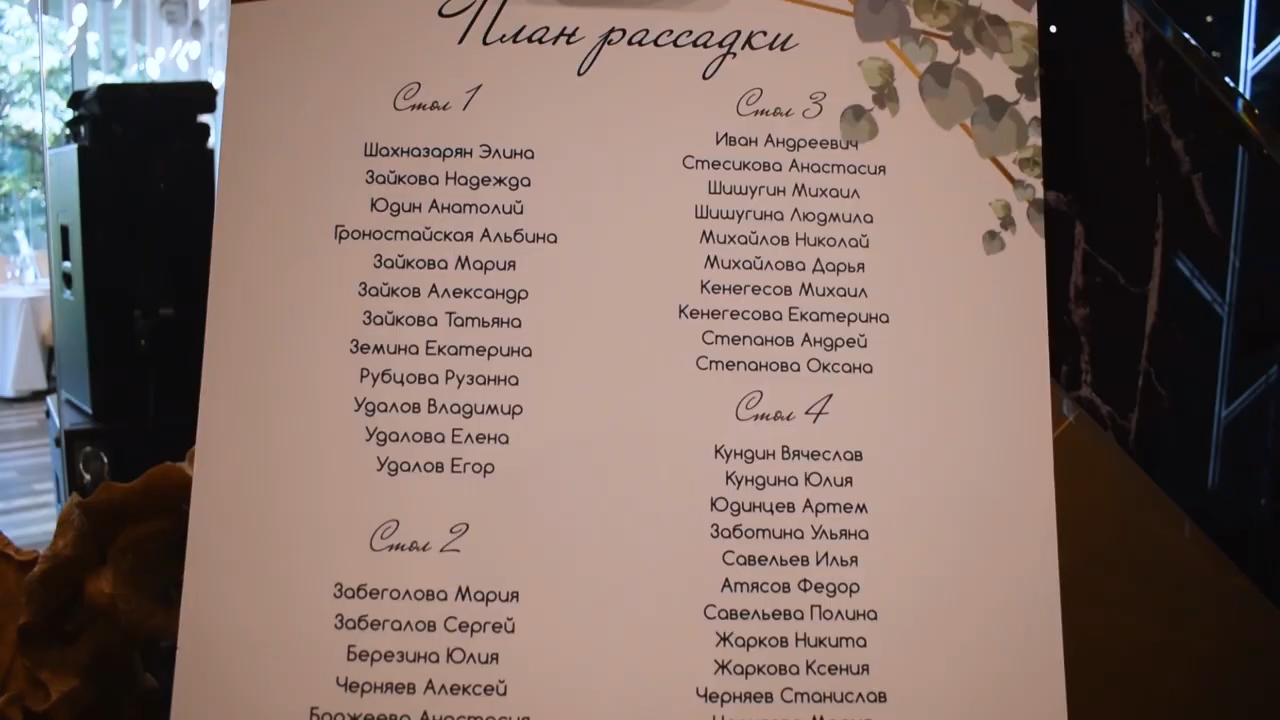 План рассадки
Стол 1
Шахназарян Элина
Зайкова Надежда
Юдин Анатолий
Гроностайская Альбина
Зайкова Мария
Зайков Александр
Зайкова Татьяна
Земина Екатерина
Рубцова Рузанна
Удалов Владимир
Удалова Елена
Удалов Егор
Стол 2
Забеголова Мария
Забегалов Сергей
Березина Юлия
Черняев Алексей
Анастасия
Стол 3
Иван Андреевич
Стесикова Анастасия
Шишугин Михаил
Шишугина Людмила
Михайлов Николай
Михайлова Дарья
Кенегесов Михаил
Кенегесова Екатерина
Степанов Андрей
Степанова Оксана
Стол 4
Кундин Вячеслав
Кундина Юлия
Юдинцев Артем
Заботина Ульяна
Савельев Илья
Атясов Федор
Савельева Полина
Жарков Никита
Жаркова Ксения
Черняев Станислав